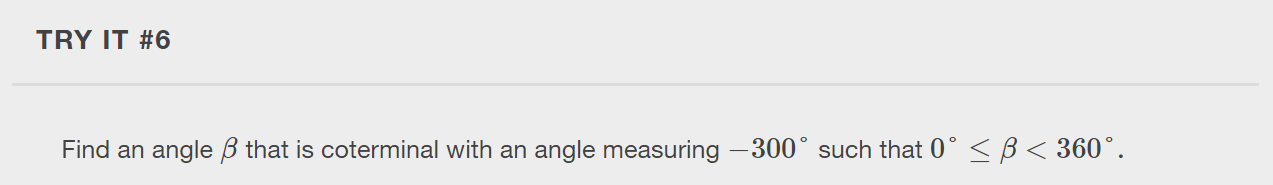 TRY IT #6
Find an angle β that is coterminal with an angle measuring −300° such that 0° ≤ β < 360°.